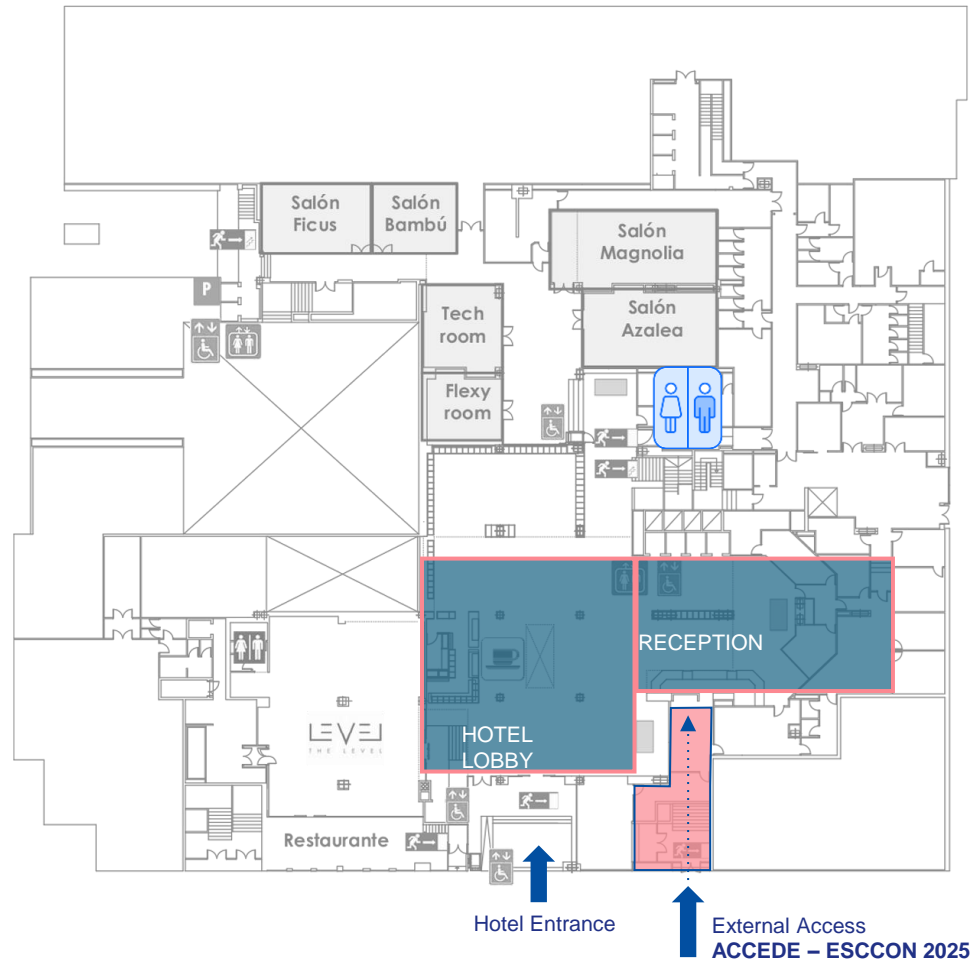 Salón
Ficus
Salón
Bambú
Salón
Magnolia
P
Tech
room
Salón
Azalea
Flexy
room
RECEPTION
HOTEL
LOBBY
LEVEL
THE LEVEL
Restaurante
Hotel Entrance
External Access
ACCEDE – ESCCON 2025